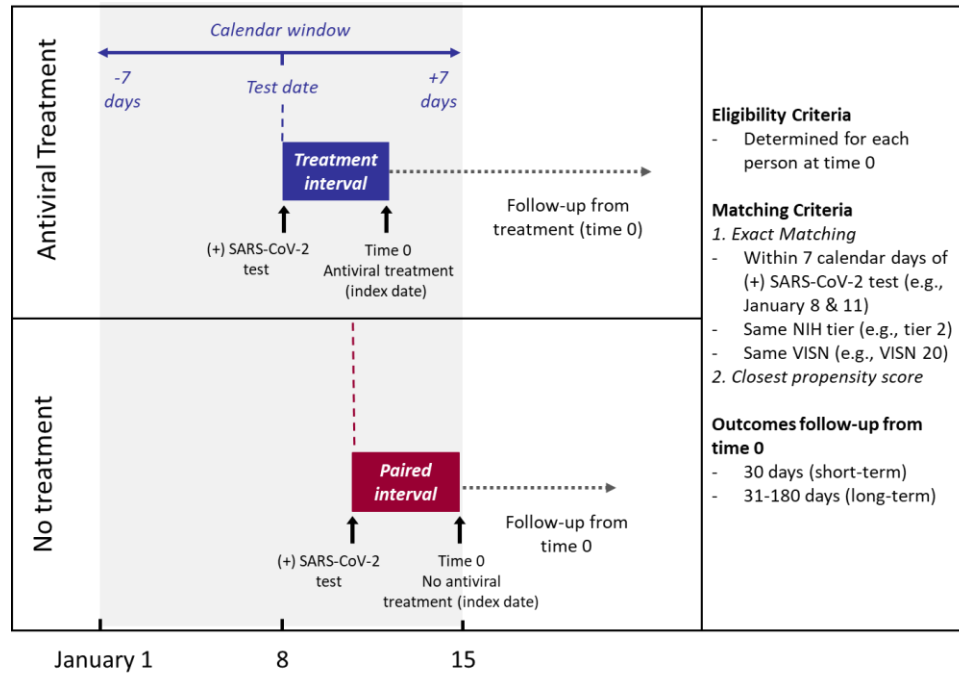 Antiviral Treatment
Calendar window
-7
days
+7
days
Test date
Treatment
interval
(+) SARS-CoV-2
test
Time 0
Antiviral treatment
(index date)
Follow-up from
treatment (time 0)
No treatment
Paired
interval
(+) SARS-CoV-2
test
Time 0
No antiviral
treatment (index date)
Follow-up from
time 0
January 1
8
15
Eligibility Criteria
- Determined for each
person at time 0
Matching Criteria
1. Exact Matching
- Within 7 calendar days of
(+) SARS-CoV-2 test (e.g.,
January 8 & 11)
- Same NIH tier (e.g., tier 2)
- Same VISN (e.g., VISN 20)
2. Closest propensity score
Outcomes follow-up from
time 0
- 30 days (short-term)
- 31-180 days (long-term)